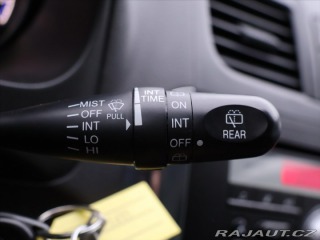 MIST
OFF
PULL
INT
LO
HI
INT
TIME
ON
INT
OFF
REAR
RAJAUT.CZ